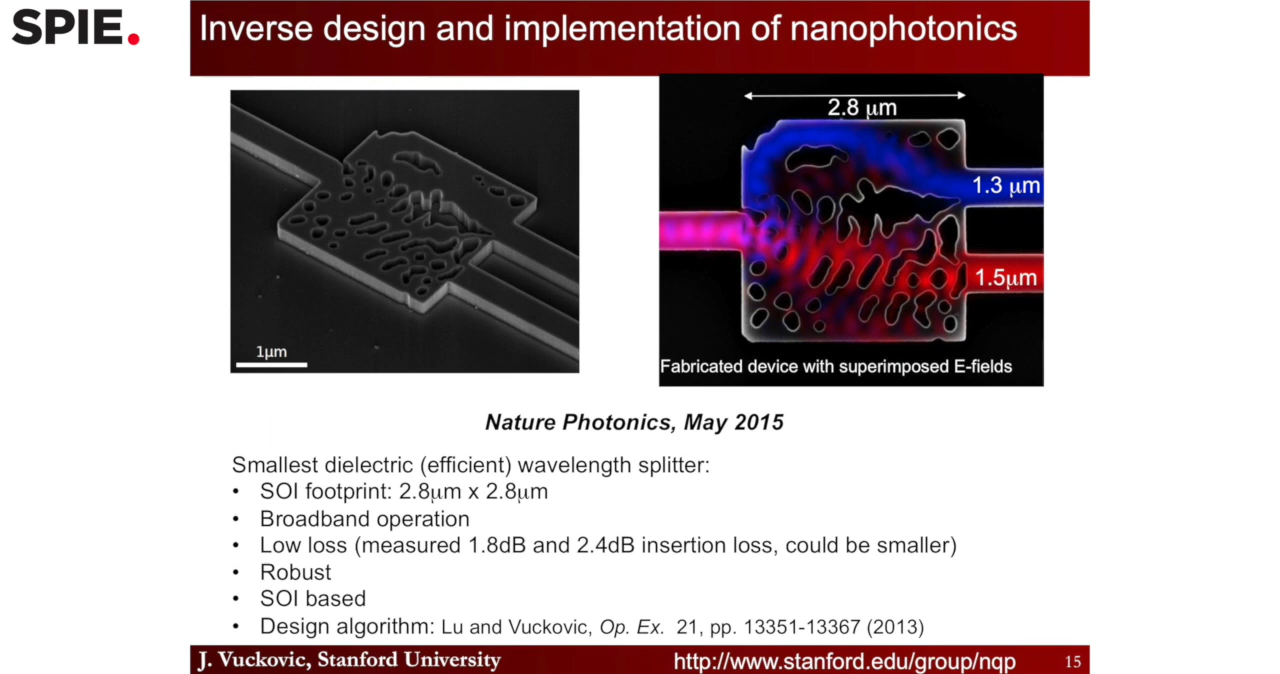 SPIE.
Inverse design and implementation of nanophotonics
2.8 μm
1.3 μm
1.5μm
1μm
Fabricated device with superimposed E-fields
Nature Photonics, May 2015
Smallest dielectric (efficient) wavelength splitter:
• SOI footprint: 2.8μm x 2.8μm
• Broadband operation
• Low loss (measured 1.8dB and 2.4dB insertion loss, could be smaller)
• Robust
• SOI based
• Design algorithm: Lu and Vuckovic, Op. Ex. 21, pp. 13351-13367 (2013)
J. Vuckovic, Stanford University http://www.stanford.edu/group/nqp 15